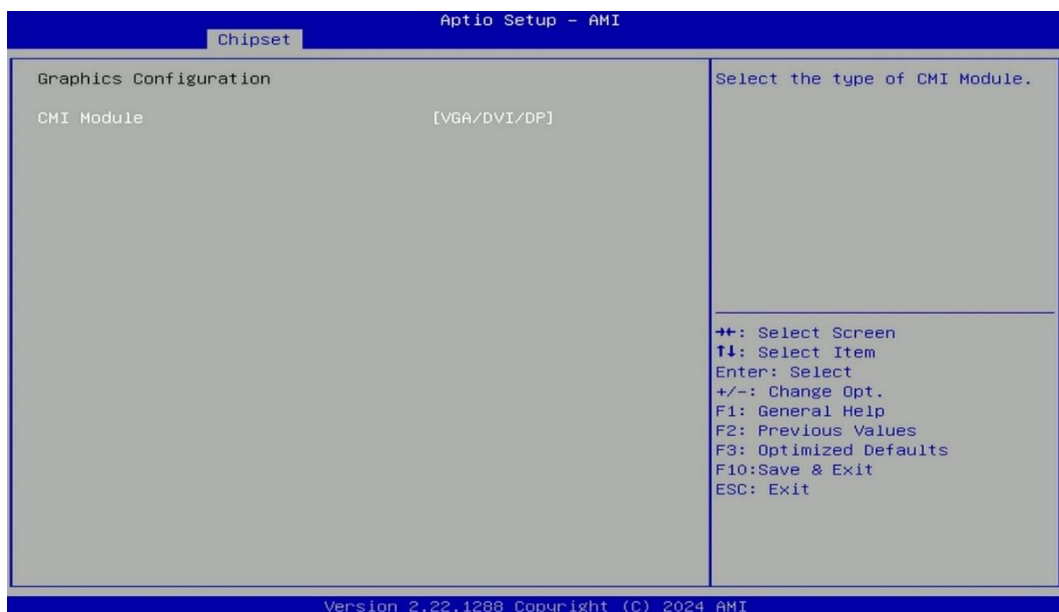 Aptio Setup - AMI
Chipset
Graphics Configuration
CMI Module [VGA/DVI/DP]
Select the type of CMI Module.
→←: Select Screen
↑↓: Select Item
Enter: Select
+/-: Change Opt.
F1: General Help
F2: Previous Values
F3: Optimized Defaults
F10:Save & Exit
ESC: Exit
Version 2.22.1288 Copyright (C) 2024 AMI